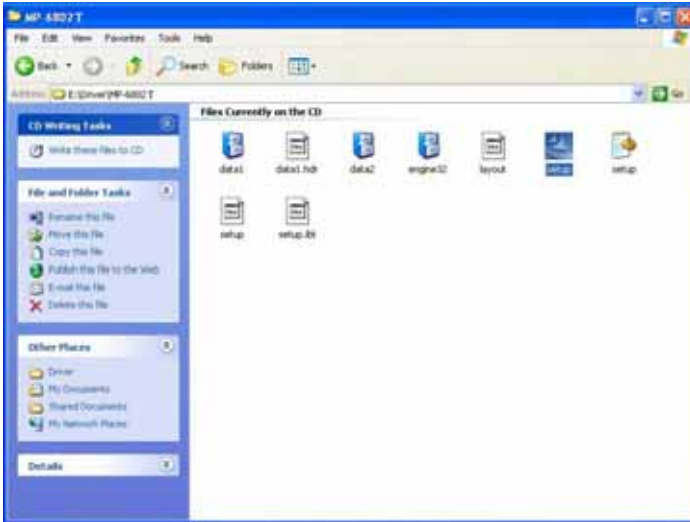 MP-6802T
File Edit View Favorites Tools Help
Back Search Folders
Address E:\Driver\MP-6802T Go
Files Currently on the CD
CD Writing Tasks
Write these files to CD
data1 data1.hdr data2 engine32 layout setup setup
File and Folder Tasks
Rename this file
Move this file
Copy this file
Publish this file to the Web
E-mail this file
Delete this file
setup setup.ibt
Other Places
Driver
My Documents
Shared Documents
My Network Places
Details